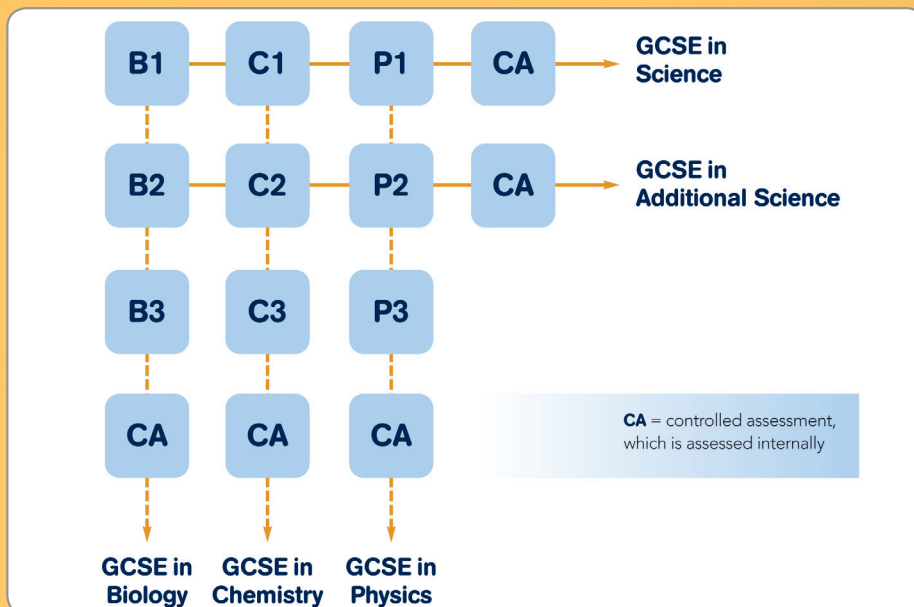 B1 C1 P1 CA GCSE in
Science
B2 C2 P2 CA GCSE in
Additional Science
B3 C3 P3
CA CA CA
CA = controlled assessment,
which is assessed internally
GCSE in
Biology
GCSE in
Chemistry
GCSE in
Physics